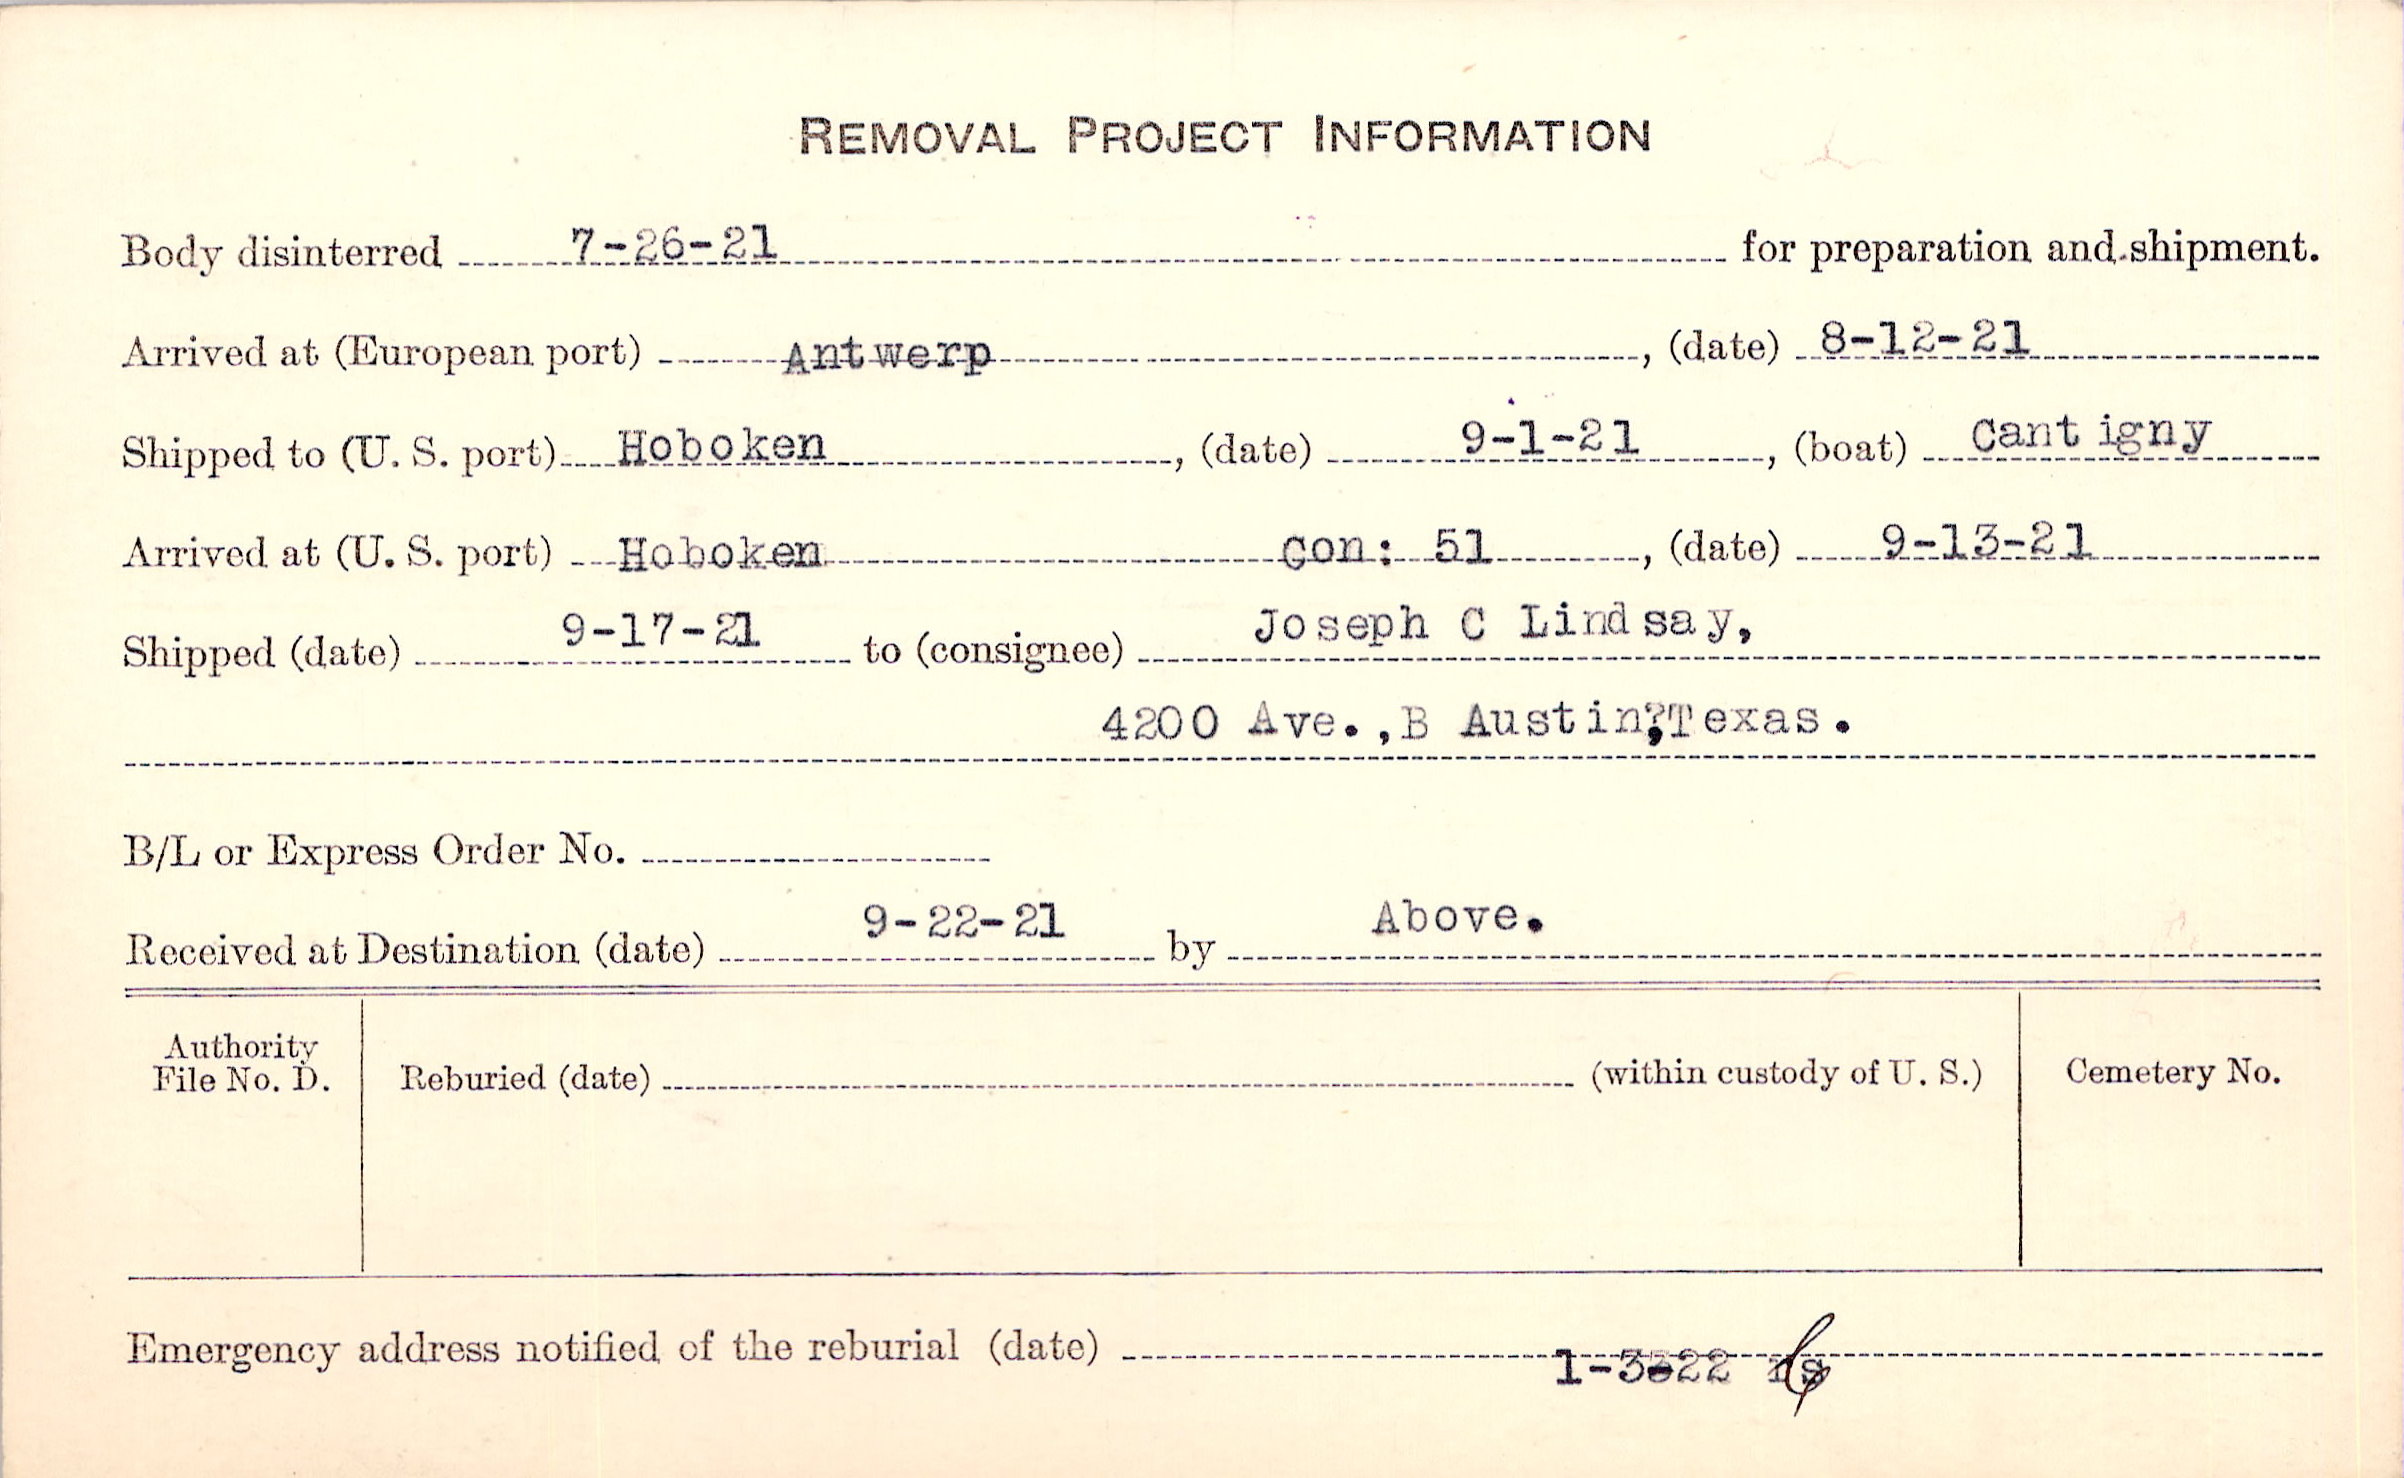 REMOVAL PROJECT INFORMATION
Body disinterred 7-26-21 for preparation and shipment.
Arrived at (European port) Antwerp, (date) 8-12-21
Shipped to (U. S. port) Hoboken, (date) 9-1-21, (boat) Cantigny
Arrived at (U. S. port) Hoboken Con: 51, (date) 9-13-21
Shipped (date) 9-17-21 to (consignee) Joseph C Lindsay,
4200 Ave.,B Austin,Texas.
B/L or Express Order No.
Received at Destination (date) 9-22-21 by Above.
Authority
File No. D.
Reburied (date) (within custody of U. S.)
Cemetery No.
Emergency address notified of the reburial (date) 1-3-22